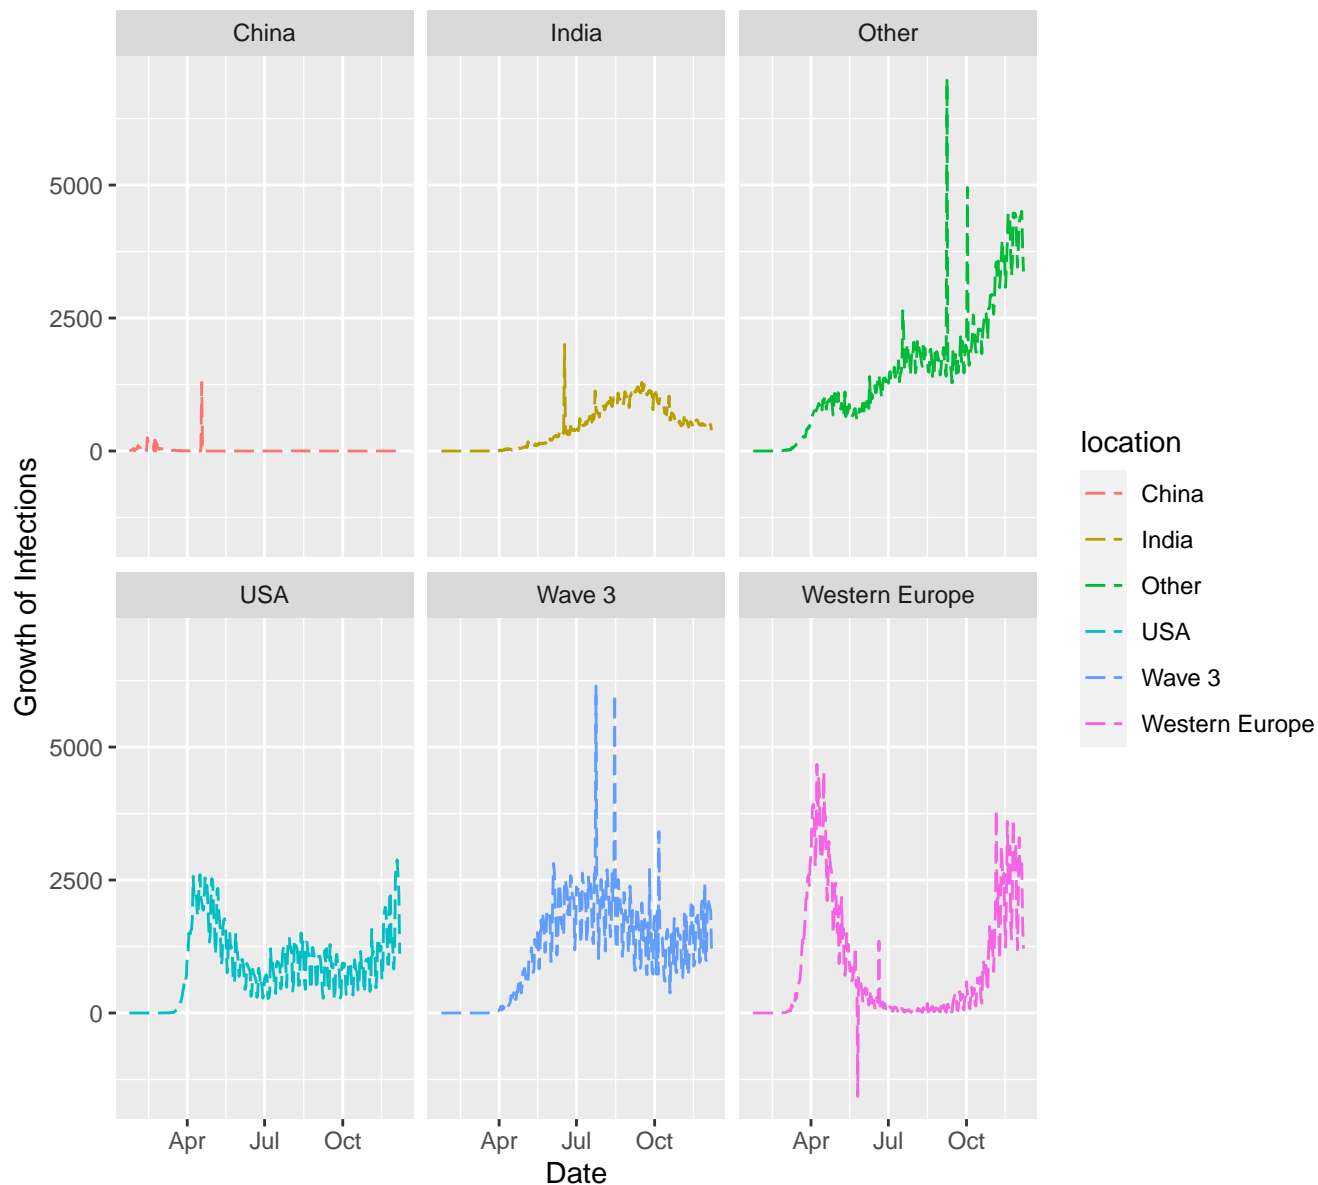 China India Other
5000
2500
0
USA Wave 3 Western Europe
5000
2500
0
Apr Jul Oct Apr Jul Oct Apr Jul Oct
Date
Growth of Infections
location
China
India
Other
USA
Wave 3
Western Europe